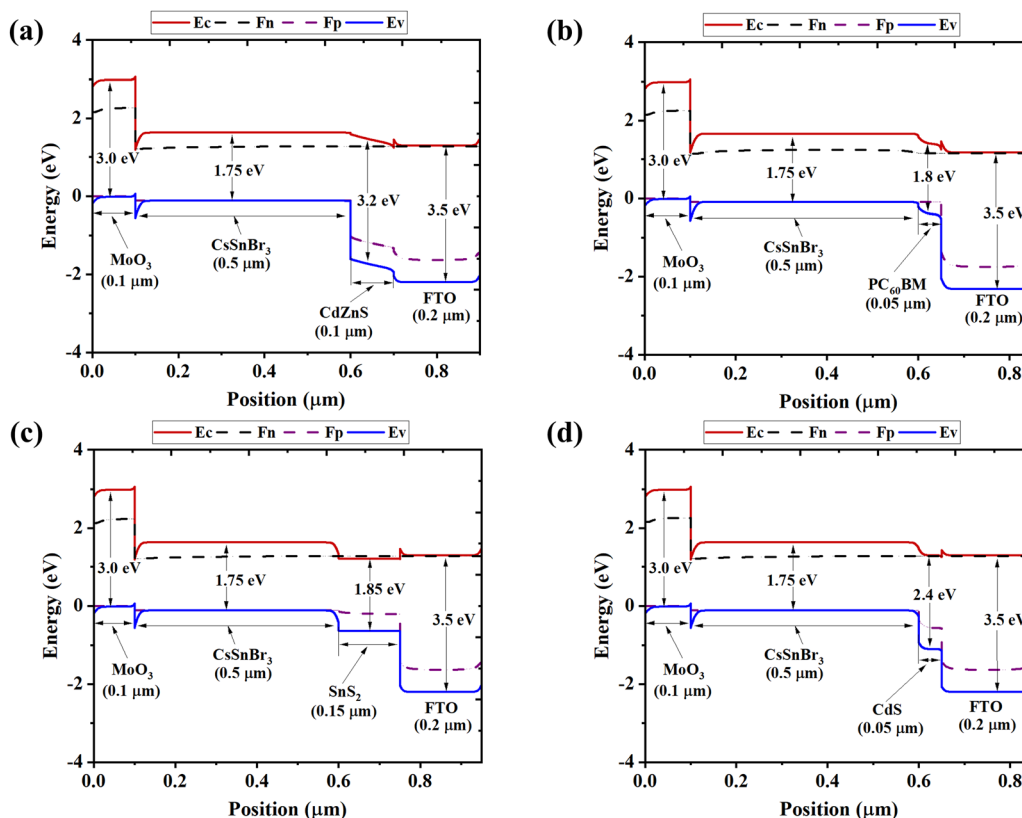 (a)
Ec Fn Fp Ev
Energy (eV)
4
2
0
-2
-4
3.0 eV
1.75 eV
3.2 eV
3.5 eV
MoO₃
(0.1 μm)
CsSnBr₃
(0.5 μm)
CdZnS
(0.1 μm)
FTO
(0.2 μm)
0.0 0.2 0.4 0.6 0.8
Position (μm)
(b)
Ec Fn Fp Ev
Energy (eV)
4
2
0
-2
-4
3.0 eV
1.75 eV
1.8 eV
3.5 eV
MoO₃
(0.1 μm)
CsSnBr₃
(0.5 μm)
PC₆₀BM
(0.05 μm)
FTO
(0.2 μm)
0.0 0.2 0.4 0.6 0.8
Position (μm)
(c)
Ec Fn Fp Ev
Energy (eV)
4
2
0
-2
-4
3.0 eV
1.75 eV
1.85 eV
3.5 eV
MoO₃
(0.1 μm)
CsSnBr₃
(0.5 μm)
SnS₂
(0.15 μm)
FTO
(0.2 μm)
0.0 0.2 0.4 0.6 0.8
Position (μm)
(d)
Ec Fn Fp Ev
Energy (eV)
4
2
0
-2
-4
3.0 eV
1.75 eV
2.4 eV
3.5 eV
MoO₃
(0.1 μm)
CsSnBr₃
(0.5 μm)
CdS
(0.05 μm)
FTO
(0.2 μm)
0.0 0.2 0.4 0.6 0.8
Position (μm)